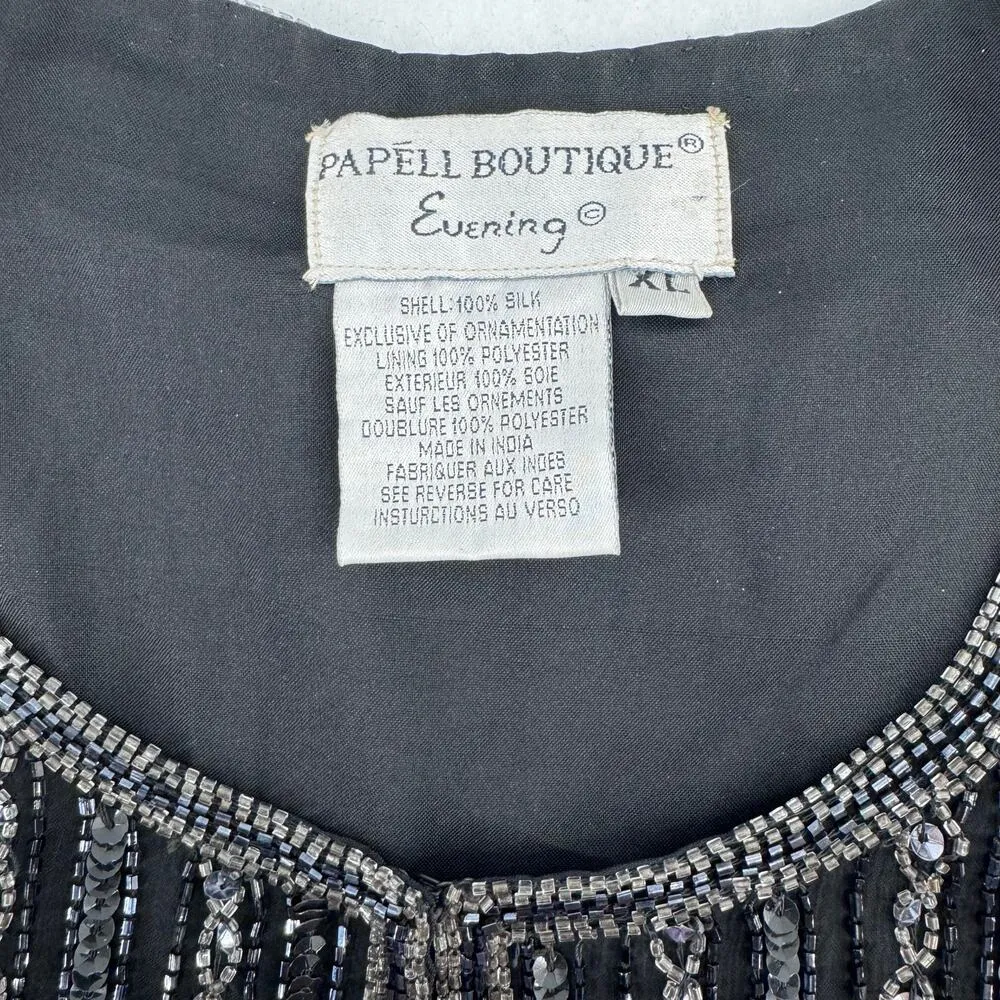 PAPÉLL BOUTIQUE®
Evening©
XL
SHELL:100% SILK
EXCLUSIVE OF ORNAMENTATION
LINING 100% POLYESTER
EXTERIEUR 100% SOIE
SAUF LES ORNEMENTS
DOUBLURE 100% POLYESTER
MADE IN INDIA
FABRIQUER AUX INDES
SEE REVERSE FOR CARE
INSTURCTIONS AU VERSO